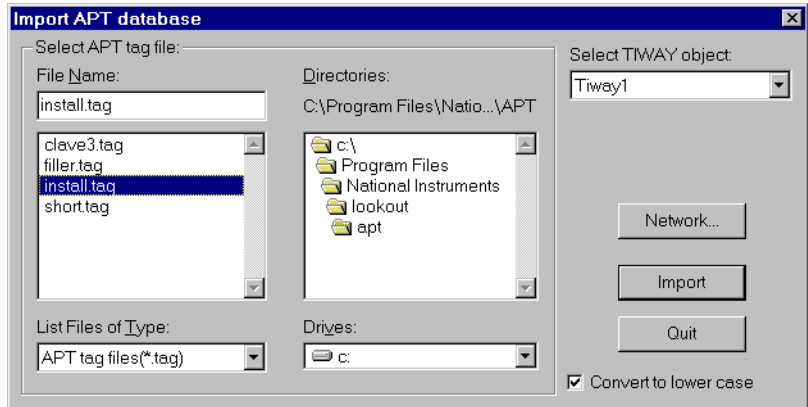 Import APT database
Select APT tag file:
File Name:
install.tag
clave3.tag
filler.tag
install.tag
short.tag
List Files of Type:
APT tag files(*.tag)
Directories:
C:\Program Files\Natio...\APT
c:\
Program Files
National Instruments
lookout
apt
Drives:
c:
Select TIWAY object:
Tiway1
Network...
Import
Quit
Convert to lower case